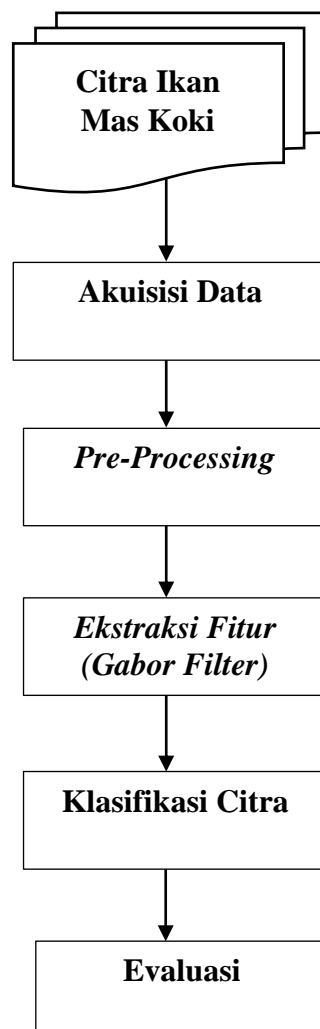 Citra Ikan
Mas Koki
Akuisisi Data
Pre-Processing
Ekstraksi Fitur
(Gabor Filter)
Klasifikasi Citra
Evaluasi